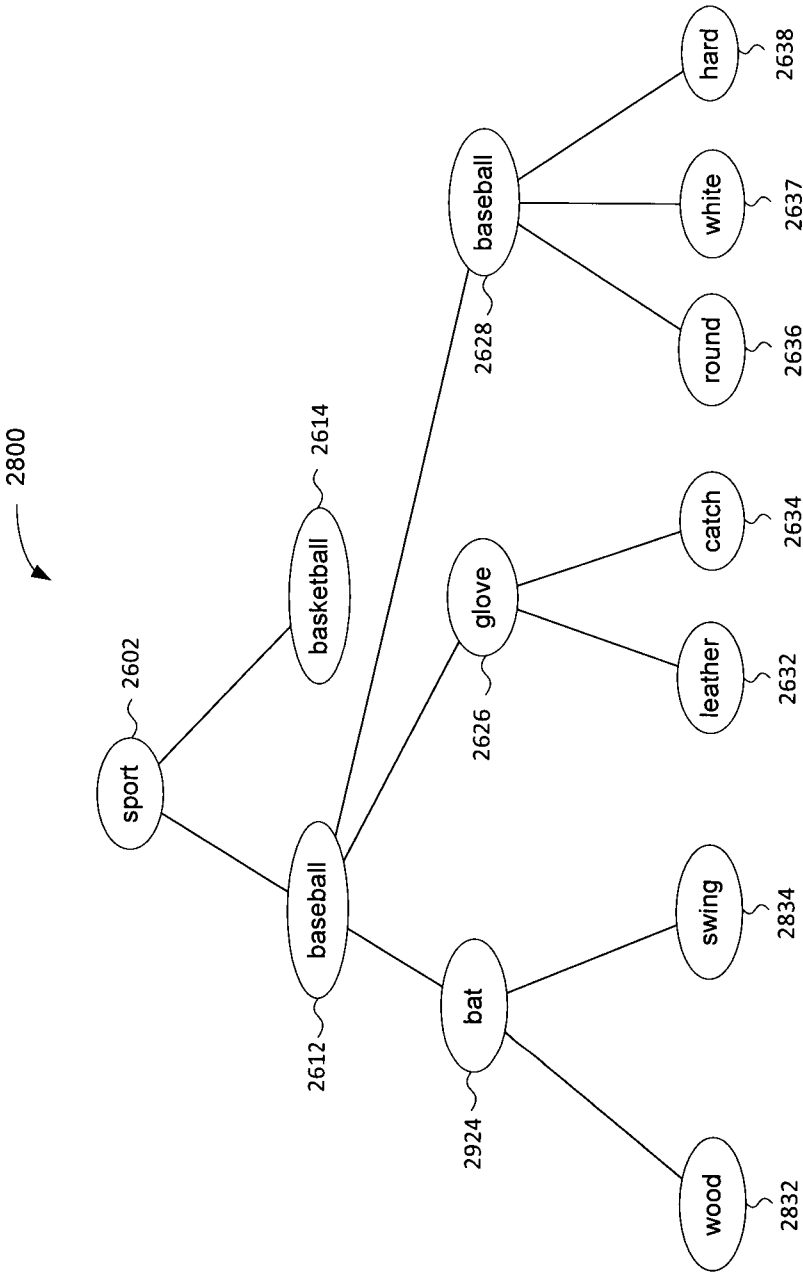 2800
sport
2602
baseball
2612
basketball
2614
bat
2924
glove
2626
baseball
2628
wood
2832
swing
2834
leather
2632
catch
2634
round
2636
white
2637
hard
2638